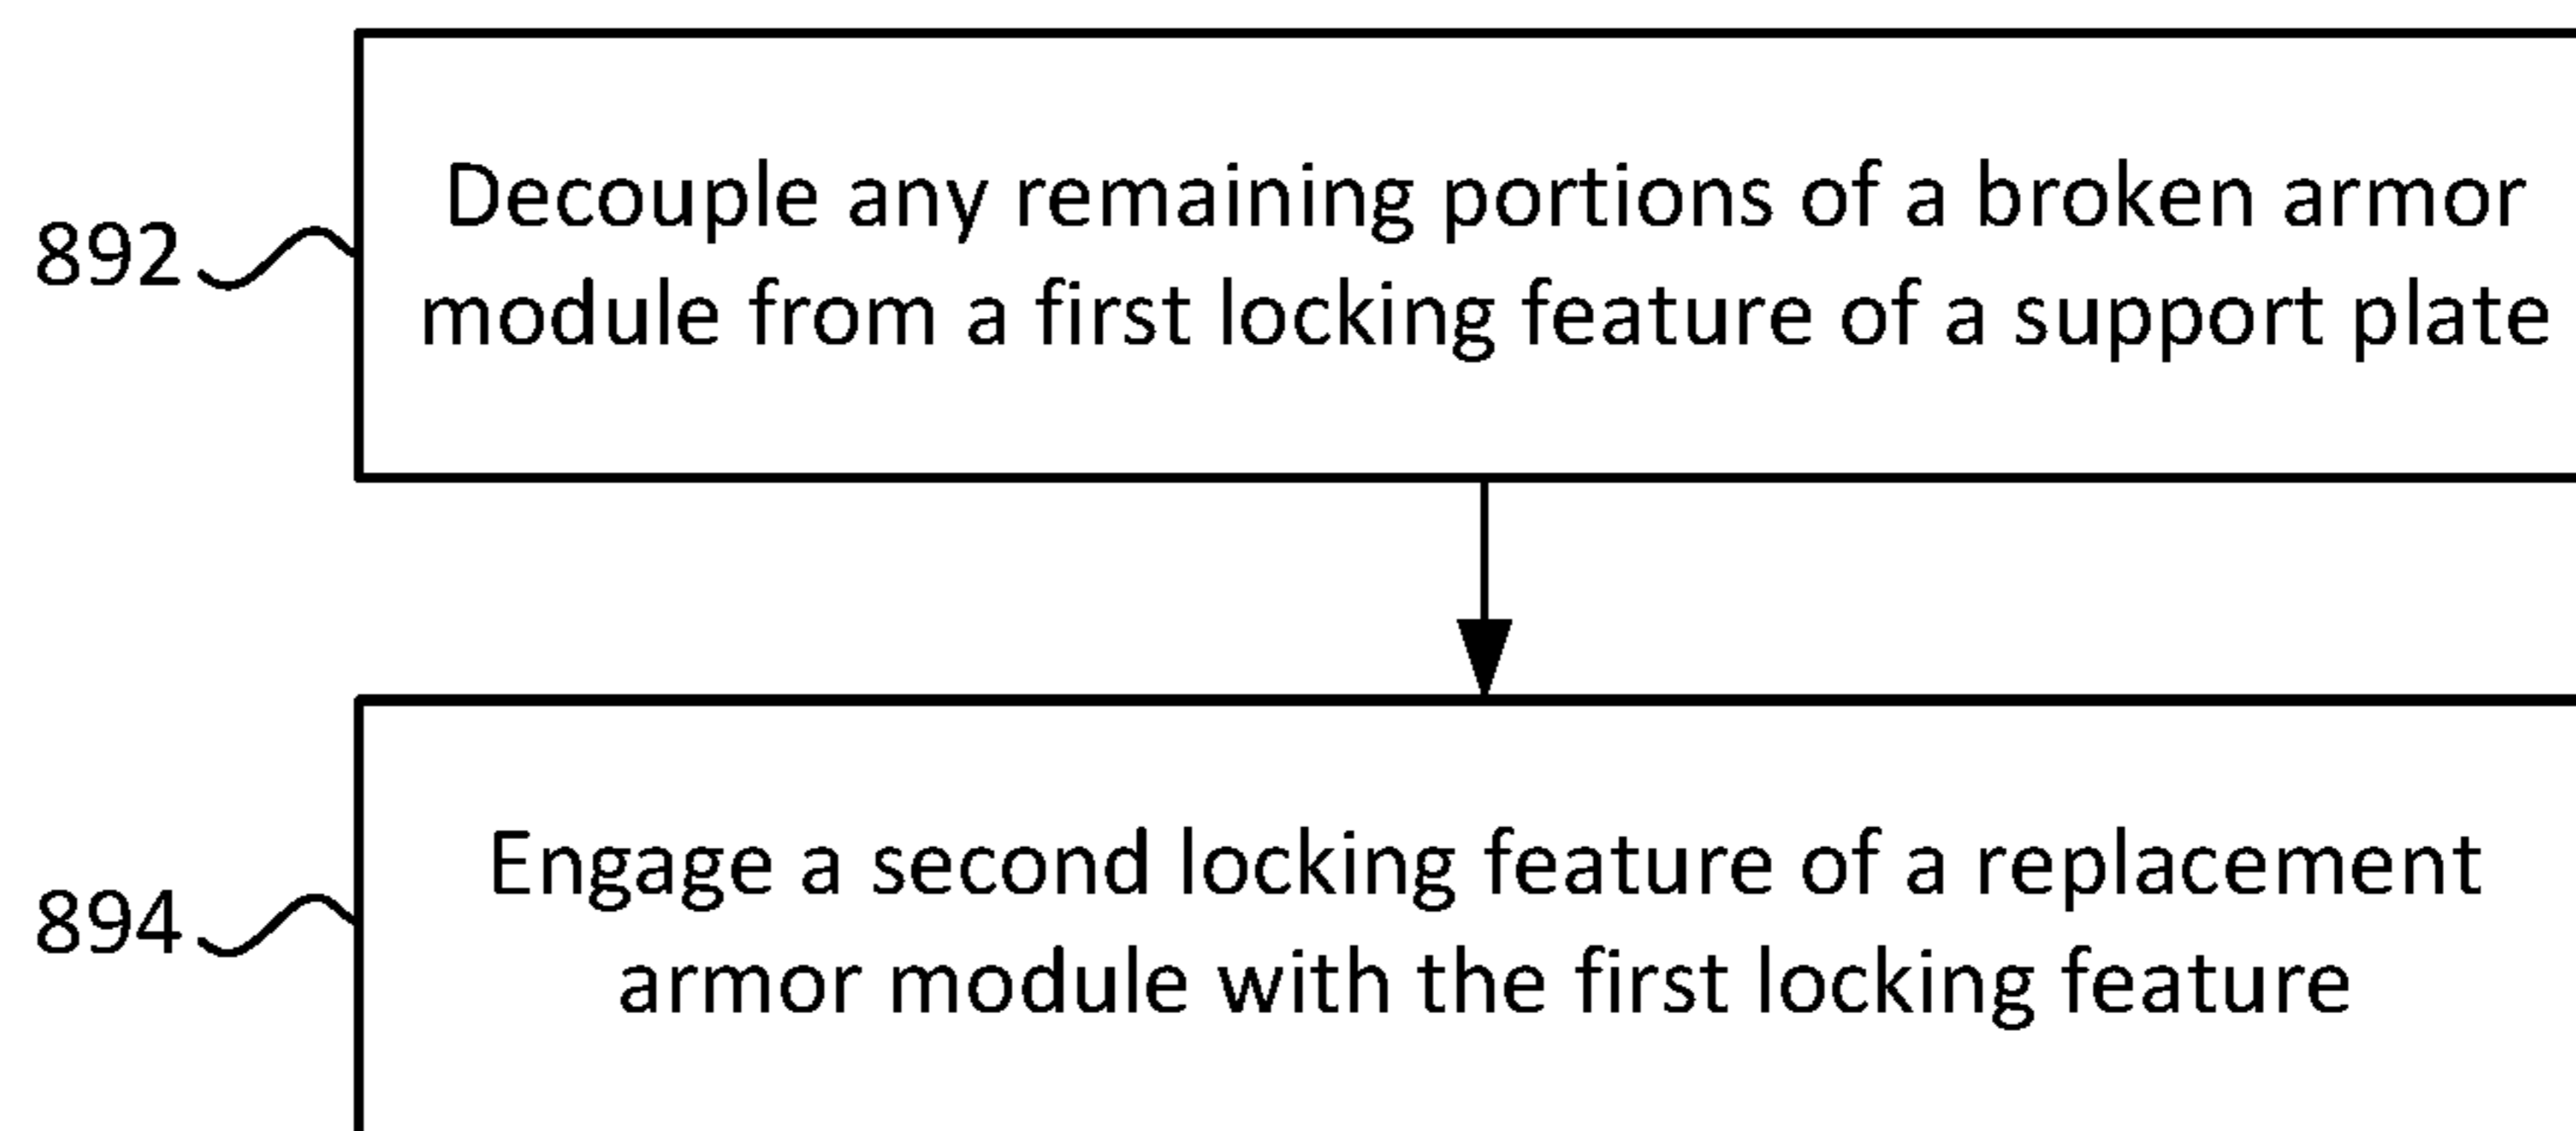 892
Decouple any remaining portions of a broken armor
module from a first locking feature of a support plate
894
Engage a second locking feature of a replacement
armor module with the first locking feature